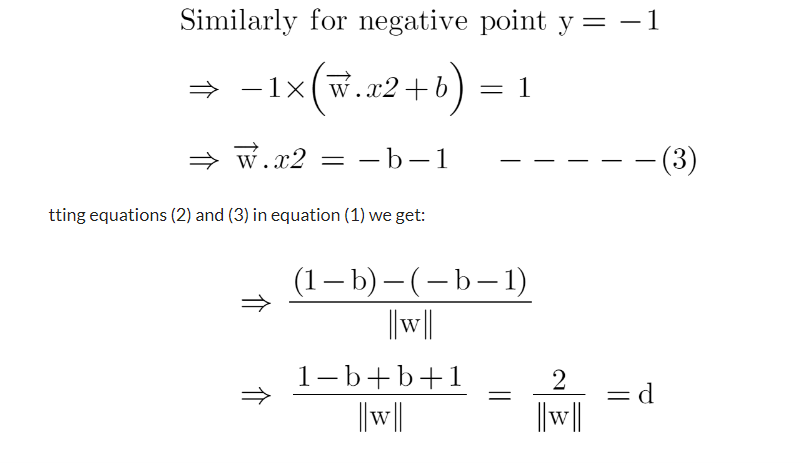 Similarly for negative point y = −1
⇒ −1×(w⃗.x2+b) = 1
⇒ w⃗.x2 = −b−1 − − − − −(3)
tting equations (2) and (3) in equation (1) we get:
⇒ (1−b)−(−b−1) / ‖w‖
⇒ 1−b+b+1 / ‖w‖ = 2 / ‖w‖ = d